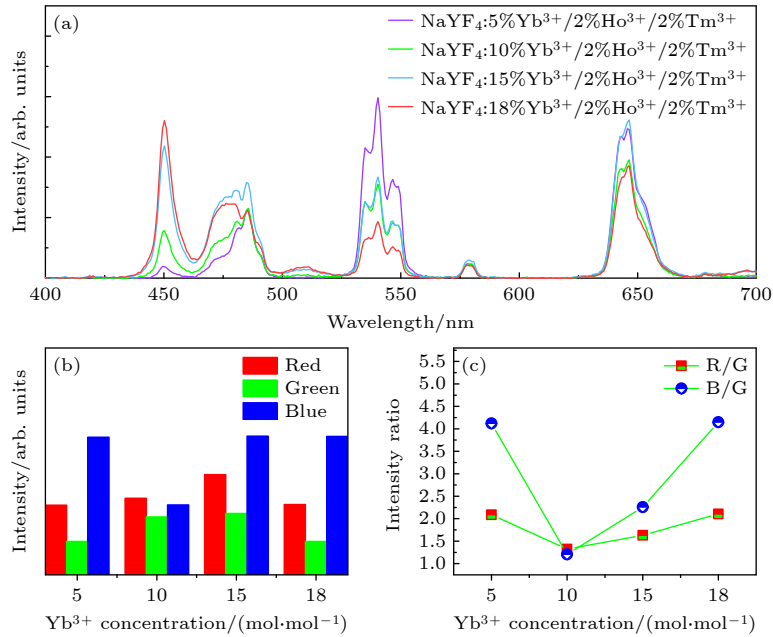 (a)
NaYF₄:5%Yb³⁺/2%Ho³⁺/2%Tm³⁺
NaYF₄:10%Yb³⁺/2%Ho³⁺/2%Tm³⁺
NaYF₄:15%Yb³⁺/2%Ho³⁺/2%Tm³⁺
NaYF₄:18%Yb³⁺/2%Ho³⁺/2%Tm³⁺
Intensity/arb. units
400 450 500 550 600 650 700
Wavelength/nm
(b)
Red
Green
Blue
Intensity/arb. units
5 10 15 18
Yb³⁺ concentration/(mol·mol⁻¹)
(c)
R/G
B/G
Intensity ratio
5.5
5.0
4.5
4.0
3.5
3.0
2.5
2.0
1.5
1.0
5 10 15 18
Yb³⁺ concentration/(mol·mol⁻¹)